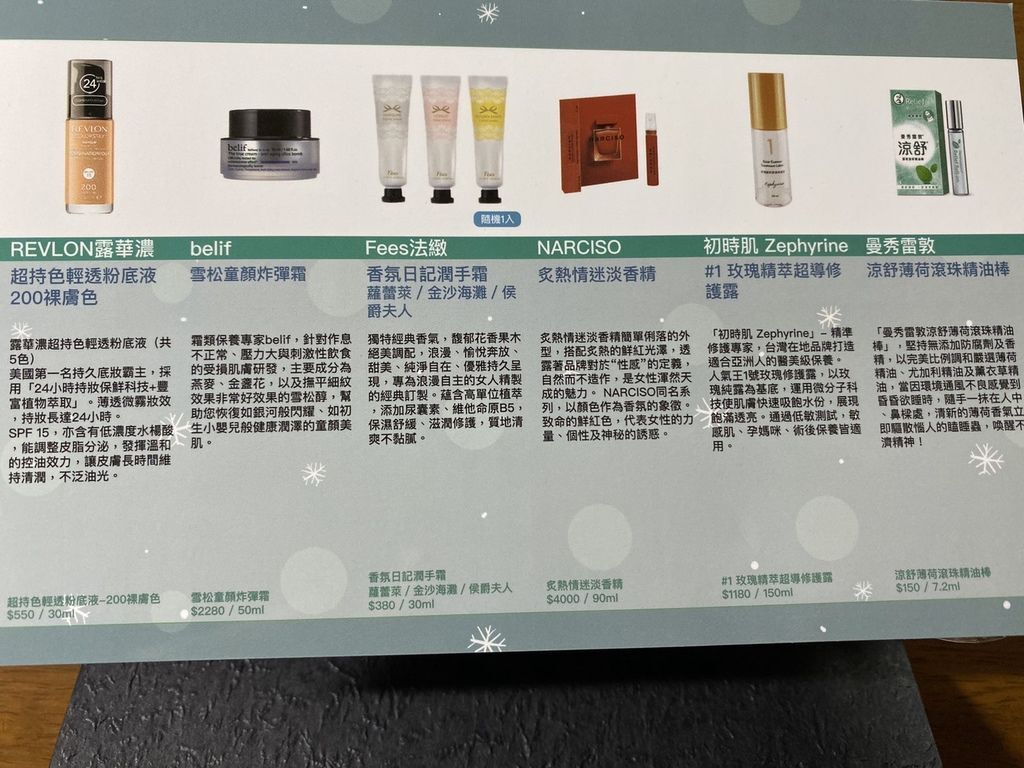 24
REVLON
COLORSTAY
200
belif
Fees
Fees
Fees
NARCISO
1
Zephyrine
Relief
曼秀雷敦
涼舒
隨機1入
REVLON露華濃
超持色輕透粉底液
200裸膚色
露華濃超持色輕透粉底液（共
5色)
美國第一名持久底妝霸主，採
用「24小時持妝保鮮科技+豐
富植物萃取」。薄透微霧妝效
，持妝長達24小時。
SPF 15，亦含有低濃度水楊酸
，能調整皮脂分泌，發揮溫和
的控油效力，讓皮膚長時間維
持清潤，不泛油光。
超持色輕透粉底液–200裸膚色
$550 / 30ml
belif
雪松童顏炸彈霜
霜類保養專家belif，針對作息
不正常、壓力大與刺激性飲食
的受損肌膚研發，主要成分為
燕麥、金盞花，以及撫平細紋
效果非常好效果的雪松醇，幫
助您恢復如銀河般閃耀、如初
生小嬰兒般健康潤澤的童顏美
肌。
雪松童顏炸彈霜
$2280 / 50ml
Fees法緻
香氛日記潤手霜
蘿蕾萊 / 金沙海灘 / 侯
爵夫人
獨特經典香氣，馥郁花香果木
絕美調配，浪漫、愉悅奔放、
甜美、純淨自在、優雅持久呈
現，專為浪漫自主的女人精製
的經典訂製。蘊含高單位植萃
，添加尿囊素、維他命原B5，
保濕舒緩、滋潤修護，質地清
爽不黏膩。
香氛日記潤手霜
蘿蕾萊 / 金沙海灘 / 侯爵夫人
$380 / 30ml
NARCISO
炙熱情迷淡香精
炙熱情迷淡香精簡單俐落的外
型，搭配炙熱的鮮紅光澤，透
露著品牌對於“性感”的定義，
自然而不造作，是女性渾然天
成的魅力。 NARCISO同名系
列，以顏色作為香氛的象徵。
致命的鮮紅色，代表女性的力
量、個性及神秘的誘惑。
炙熱情迷淡香精
$4000 / 90ml
初時肌 Zephyrine
#1 玫瑰精萃超導修
護露
「初時肌 Zephyrine」– 精準
修護專家，台灣在地品牌打造
適合亞洲人的醫美級保養。
人氣王1號玫瑰修護露，以玫
瑰純露為基底，運用微分子科
技使肌膚快速吸飽水份，展現
飽滿透亮。通過低敏測試，敏
感肌、孕媽咪、術後保養皆適
用。
#1 玫瑰精萃超導修護露
$1180 / 150ml
曼秀雷敦
涼舒薄荷滾珠精油棒
「曼秀雷敦涼舒薄荷滾珠精油
棒」，堅持無添加防腐劑及香
精，以完美比例調和嚴選薄荷
精油、尤加利精油及薰衣草精
油，當因環境通風不良感覺到
昏昏欲睡時，隨手一抹在人中
、鼻樑處，清新的薄荷香氣立
即驅散惱人的瞌睡蟲，喚醒不
濟精神！
涼舒薄荷滾珠精油棒
$150 / 7.2ml